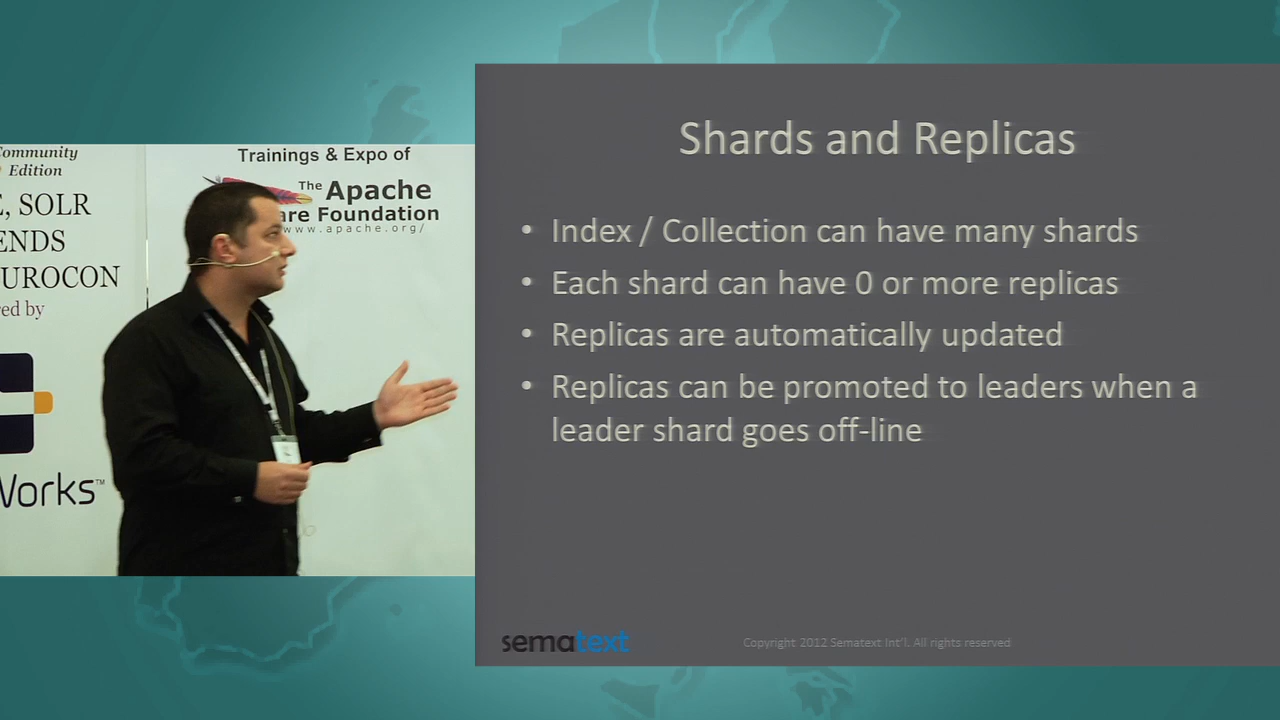 Community
Edition
, SOLR
ENDS
UROCON
ed by
Works™
Trainings & Expo of
The Apache
are Foundation
www.apache.org/
Shards and Replicas
• Index / Collection can have many shards
• Each shard can have 0 or more replicas
• Replicas are automatically updated
• Replicas can be promoted to leaders when a
leader shard goes off-line
sematext
Copyright 2012 Sematext Int'l. All rights reserved